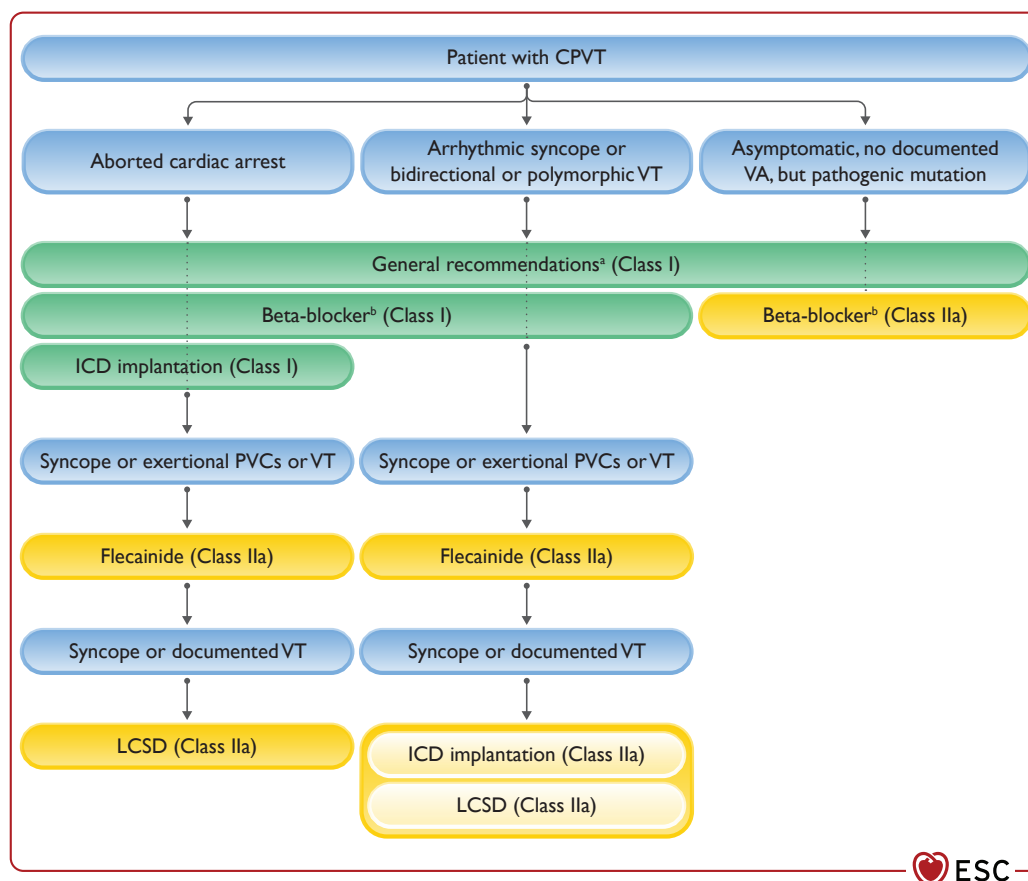 Patient with CPVT
Aborted cardiac arrest
Arrhythmic syncope or
bidirectional or polymorphic VT
Asymptomatic, no documented
VA, but pathogenic mutation
General recommendationsᵃ (Class I)
Beta-blockerᵇ (Class I)
Beta-blockerᵇ (Class IIa)
ICD implantation (Class I)
Syncope or exertional PVCs or VT
Syncope or exertional PVCs or VT
Flecainide (Class IIa)
Flecainide (Class IIa)
Syncope or documented VT
Syncope or documented VT
LCSD (Class IIa)
ICD implantation (Class IIa)
LCSD (Class IIa)
ESC